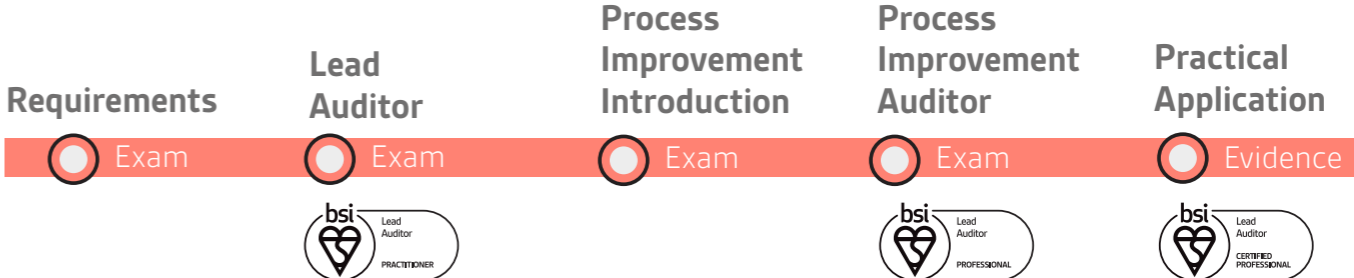 Requirements
Exam
Lead
Auditor
Exam
bsi
Lead
Auditor
PRACTITIONER
Process
Improvement
Introduction
Exam
Process
Improvement
Auditor
Exam
bsi
Lead
Auditor
PROFESSIONAL
Practical
Application
Evidence
bsi
Lead
Auditor
CERTIFIED
PROFESSIONAL